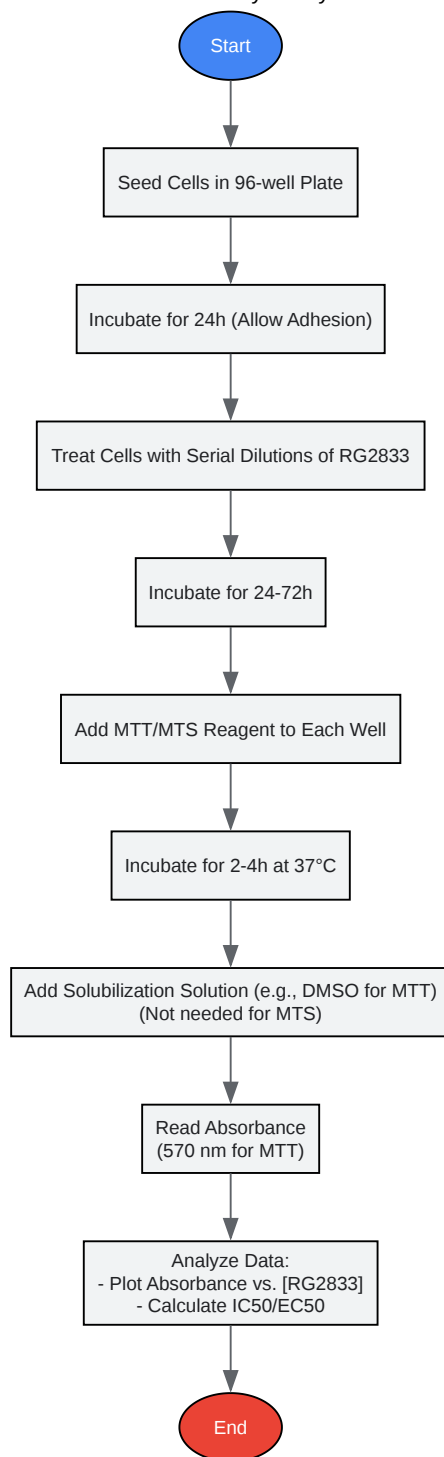 Start
Seed Cells in 96-well Plate
Incubate for 24h (Allow Adhesion)
Treat Cells with Serial Dilutions of RG2833
Incubate for 24-72h
Add MTT/MTS Reagent to Each Well
Incubate for 2-4h at 37°C
Add Solubilization Solution (e.g., DMSO for MTT)
(Not needed for MTS)
Read Absorbance
(570 nm for MTT)
Analyze Data:
- Plot Absorbance vs. [RG2833]
- Calculate IC50/EC50
End